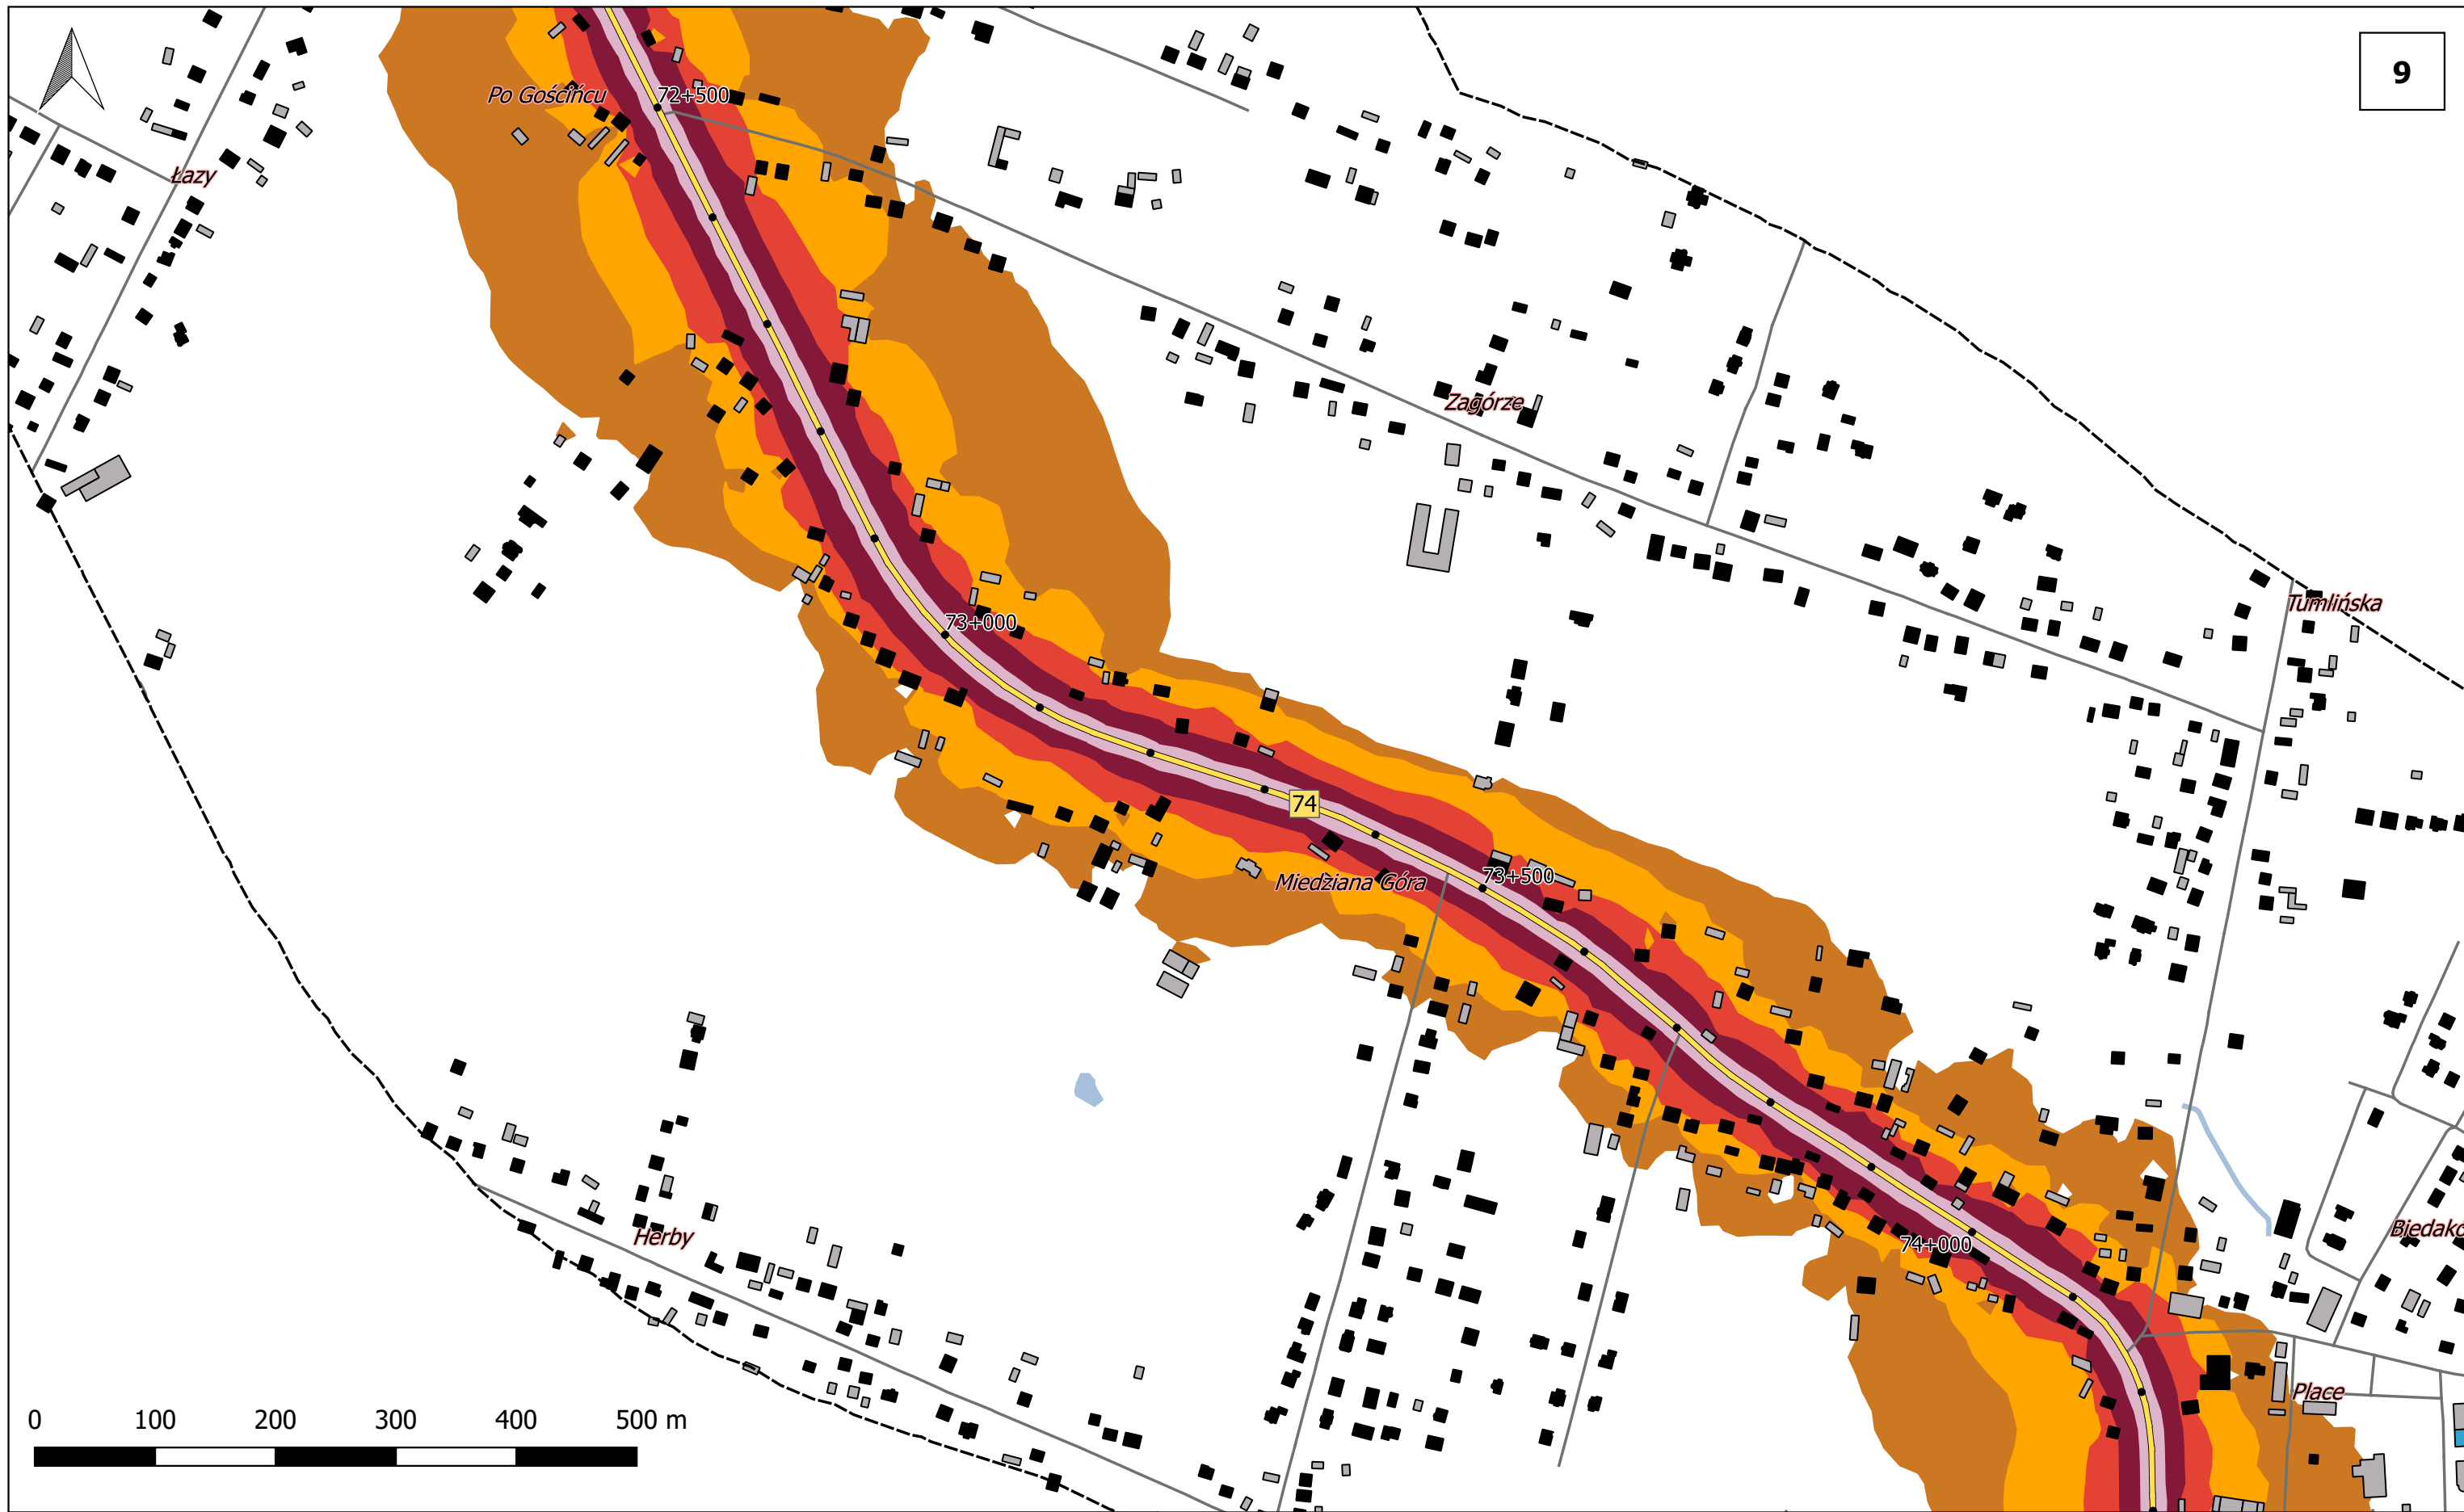 9
Po Gościńcu
72+500
Łazy
Zagórze
Tumlińska
73+000
74
73+500
Miedziana Góra
Herby
74+000
Biedako
Place
0 100 200 300 400 500 m